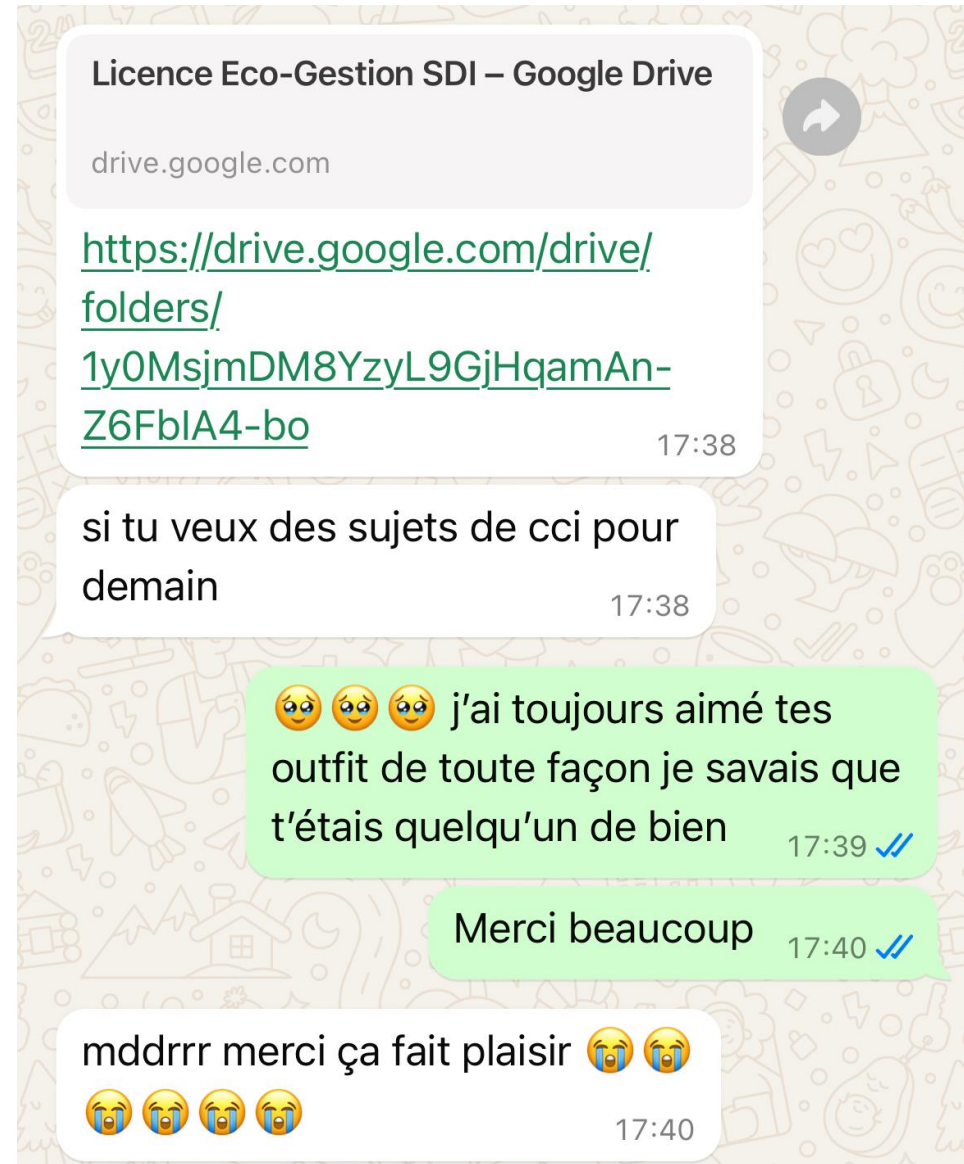 Licence Eco-Gestion SDI – Google Drive
drive.google.com
https://drive.google.com/drive/
folders/
1y0MsjmDM8YzyL9GjHqamAn-
Z6FbIA4-bo
17:38
si tu veux des sujets de cci pour
demain
17:38
🥹🥹🥹 j’ai toujours aimé tes
outfit de toute façon je savais que
t’étais quelqu’un de bien
17:39
Merci beaucoup
17:40
mddrrr merci ça fait plaisir 😭😭
😭😭😭😭
17:40